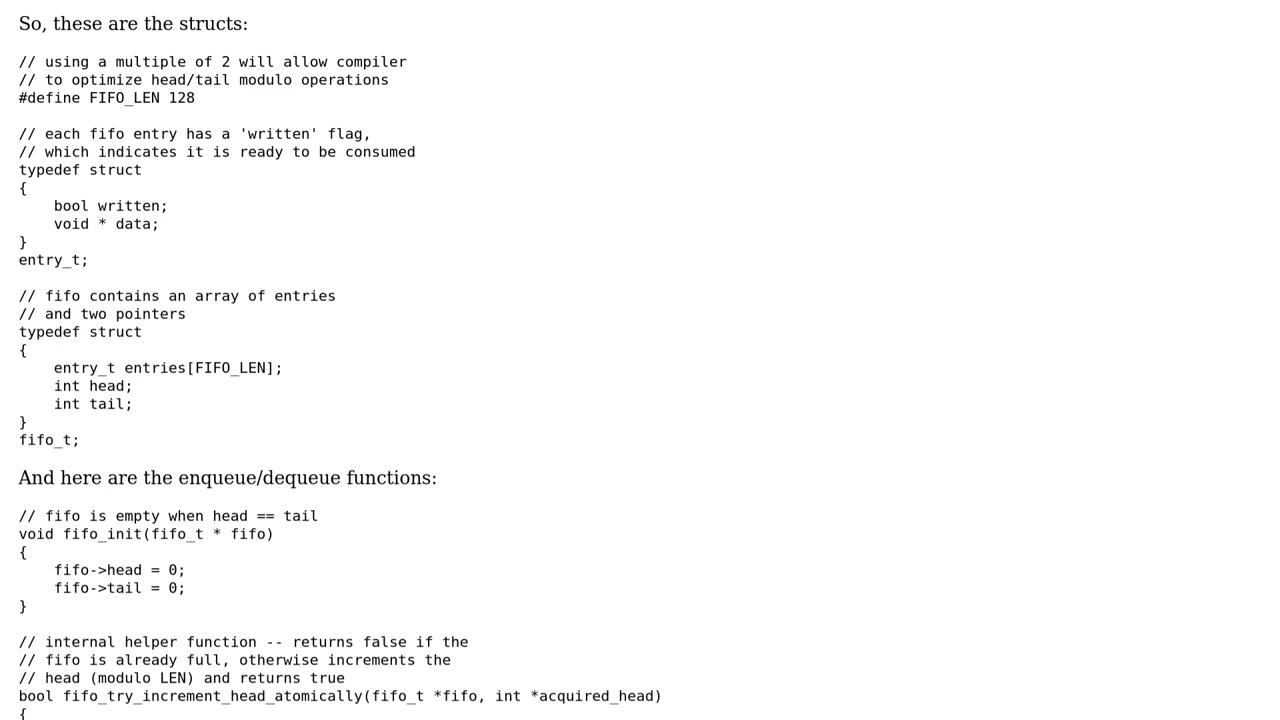 So, these are the structs:
// using a multiple of 2 will allow compiler
// to optimize head/tail modulo operations
#define FIFO_LEN 128
// each fifo entry has a 'written' flag,
// which indicates it is ready to be consumed
typedef struct
{
    bool written;
    void * data;
}
entry_t;
// fifo contains an array of entries
// and two pointers
typedef struct
{
    entry_t entries[FIFO_LEN];
    int head;
    int tail;
}
fifo_t;
And here are the enqueue/dequeue functions:
// fifo is empty when head == tail
void fifo_init(fifo_t * fifo)
{
    fifo->head = 0;
    fifo->tail = 0;
}
// internal helper function -- returns false if the
// fifo is already full, otherwise increments the
// head (modulo LEN) and returns true
bool fifo_try_increment_head_atomically(fifo_t *fifo, int *acquired_head)
{